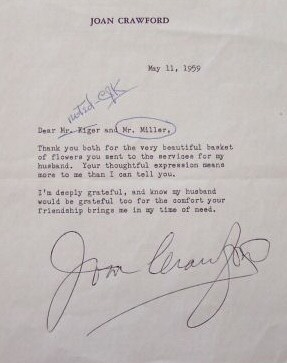 JOAN CRAWFORD
May 11, 1959
noted-CJK
Dear Mr. Kiger and Mr. Miller,
Thank you both for the very beautiful basket
of flowers you sent to the services for my
husband. Your thoughtful expression means
more to me than I can tell you.
I'm deeply grateful, and know my husband
would be grateful too for the comfort your
friendship brings me in my time of need.
Joan Crawford